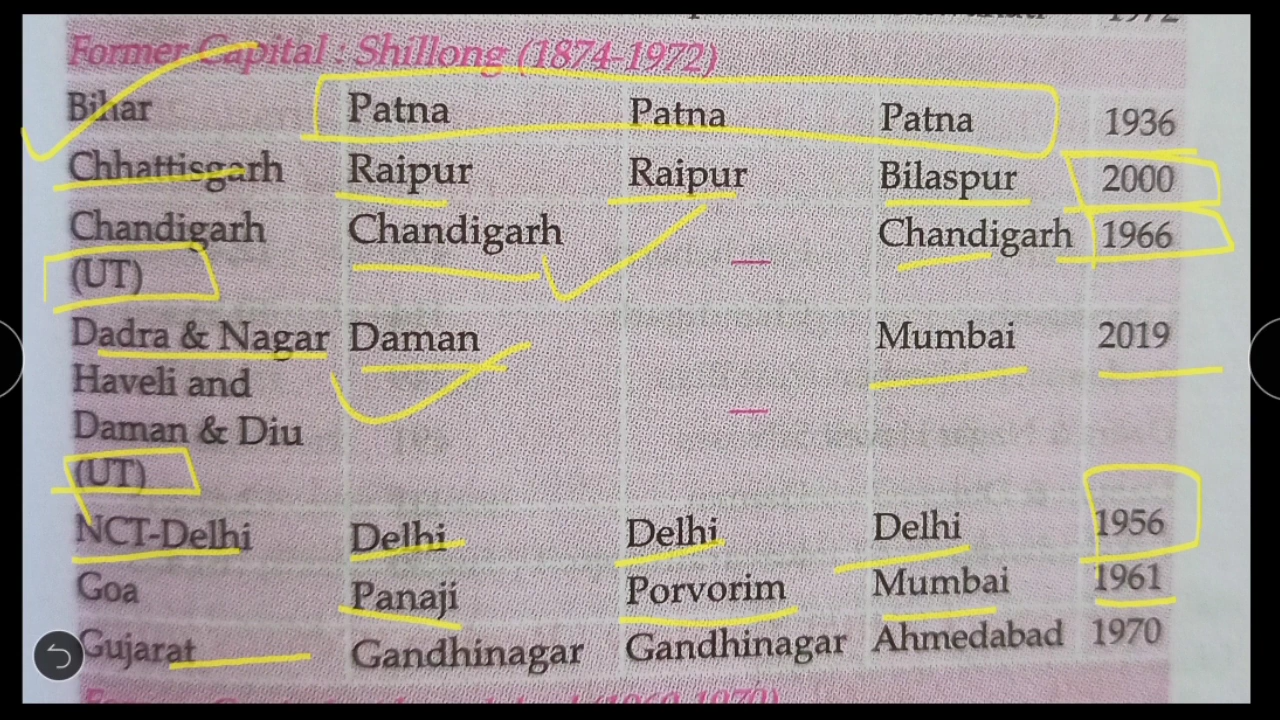 1972
Former Capital : Shillong (1874-1972)
Bihar Patna Patna Patna 1936
Chhattisgarh Raipur Raipur Bilaspur 2000
Chandigarh Chandigarh — Chandigarh 1966
(UT)
Dadra & Nagar Daman — Mumbai 2019
Haveli and
Daman & Diu
(UT)
NCT-Delhi Delhi Delhi Delhi 1956
Goa Panaji Porvorim Mumbai 1961
Gujarat Gandhinagar Gandhinagar Ahmedabad 1970